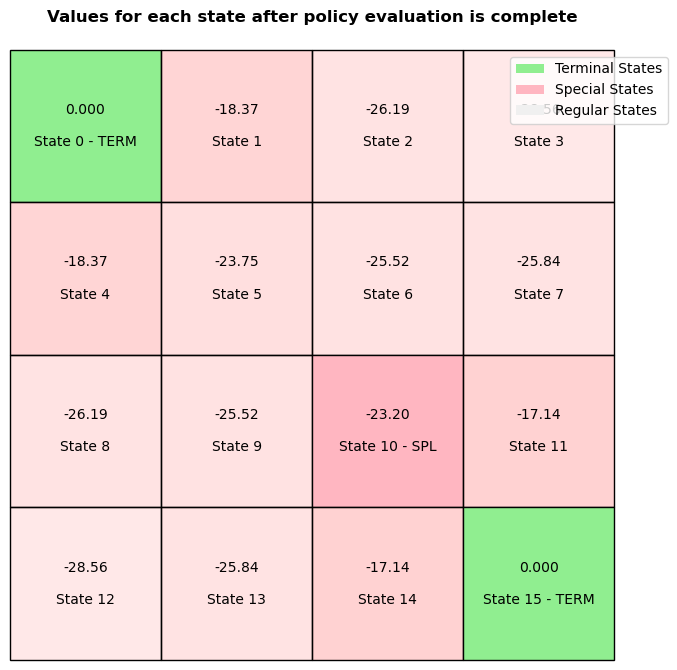 Values for each state after policy evaluation is complete
Terminal States
Special States
Regular States
0.000
State 0 - TERM
-18.37
State 1
-26.19
State 2
State 3
-18.37
State 4
-23.75
State 5
-25.52
State 6
-25.84
State 7
-26.19
State 8
-25.52
State 9
-23.20
State 10 - SPL
-17.14
State 11
-28.56
State 12
-25.84
State 13
-17.14
State 14
0.000
State 15 - TERM